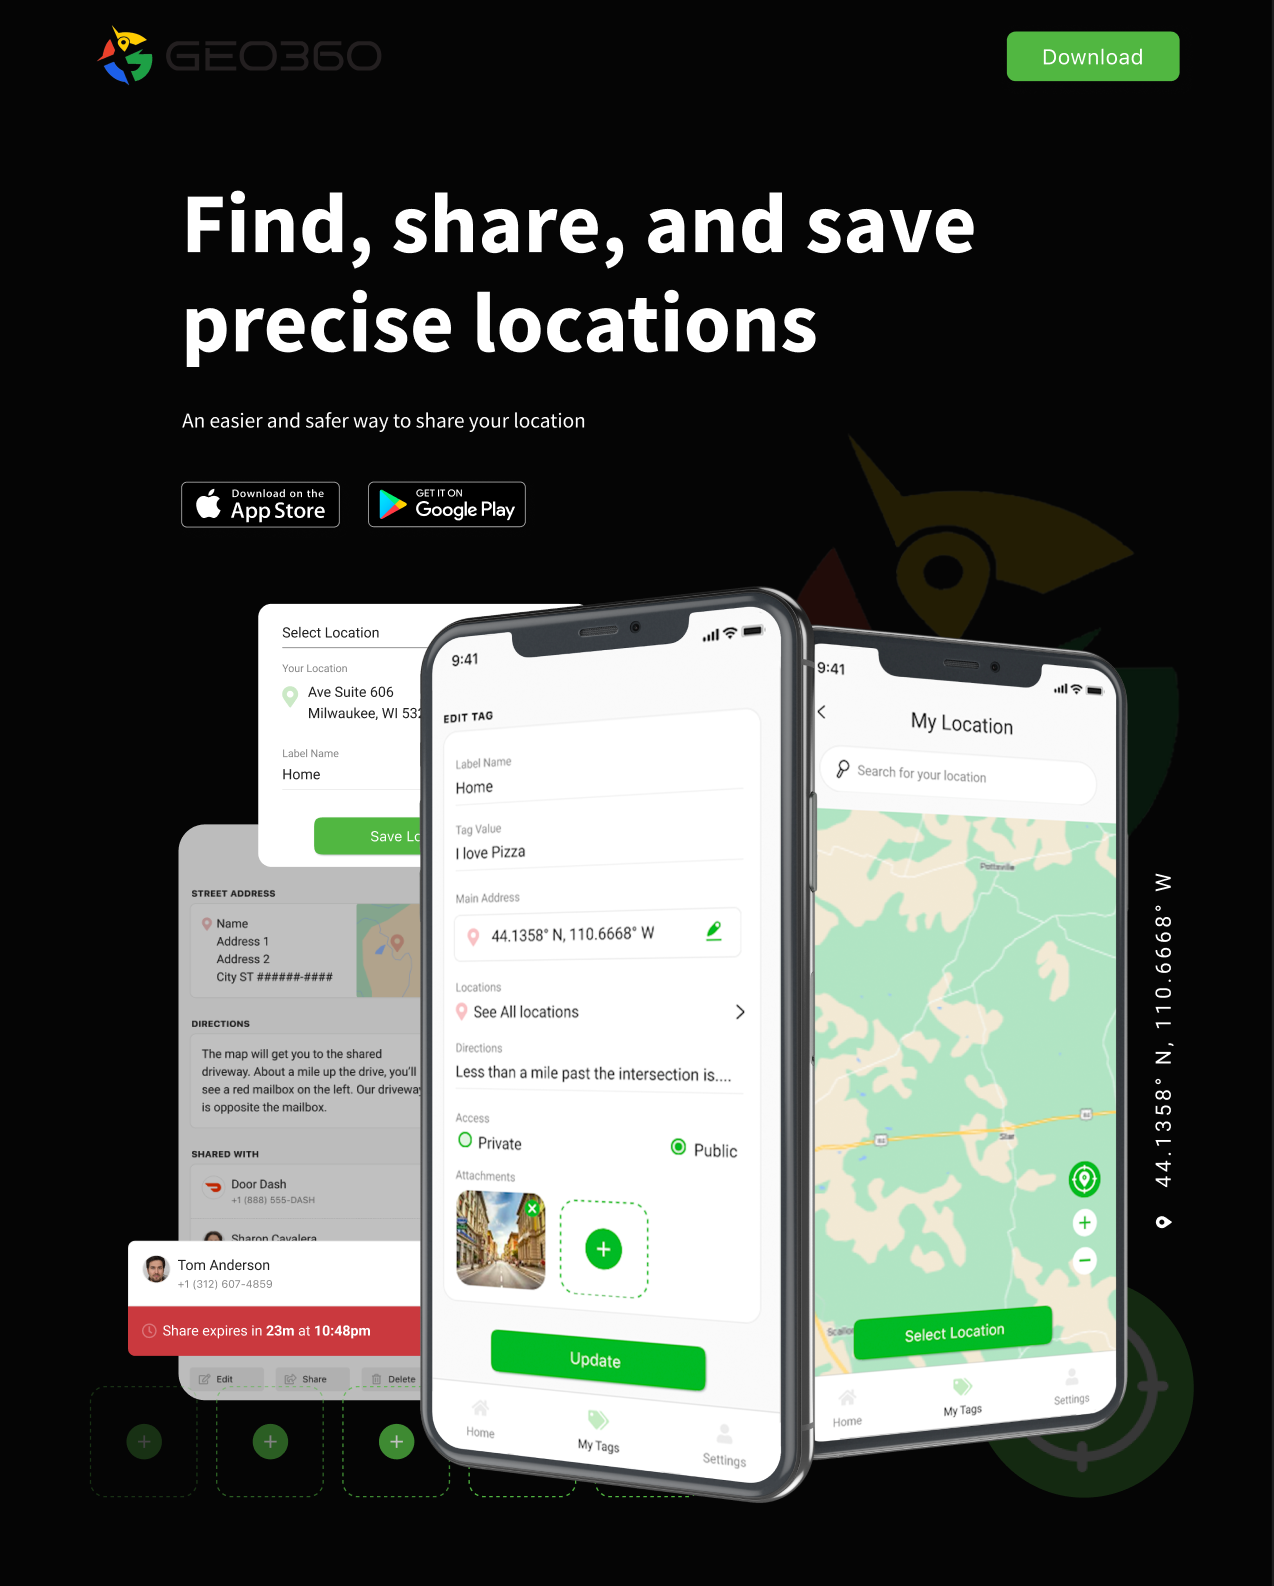 GEO360
Download
Find, share, and save
precise locations
An easier and safer way to share your location
Download on the
App Store
GET IT ON
Google Play
Select Location
Your Location
Ave Suite 606
Milwaukee, WI 532
Label Name
Home
Save Lo
STREET ADDRESS
Name
Address 1
Address 2
City ST ######-####
DIRECTIONS
The map will get you to the shared
driveway. About a mile up the drive, you'll
see a red mailbox on the left. Our driveway
is opposite the mailbox.
SHARED WITH
Door Dash
+1 (888) 555-DASH
Sharon Cavalera
Tom Anderson
+1 (312) 607-4859
Share expires in 23m at 10:48pm
Edit
Share
Delete
9:41
EDIT TAG
Label Name
Home
Tag Value
I love Pizza
Main Address
44.1358° N, 110.6668° W
Locations
See All locations
Directions
Less than a mile past the intersection is....
Access
Private
Public
Attachments
Update
Home
My Tags
Settings
9:41
My Location
Search for your location
Pottsville
Star
Select Location
Home
My Tags
Settings
44.1358° N, 110.6668° W